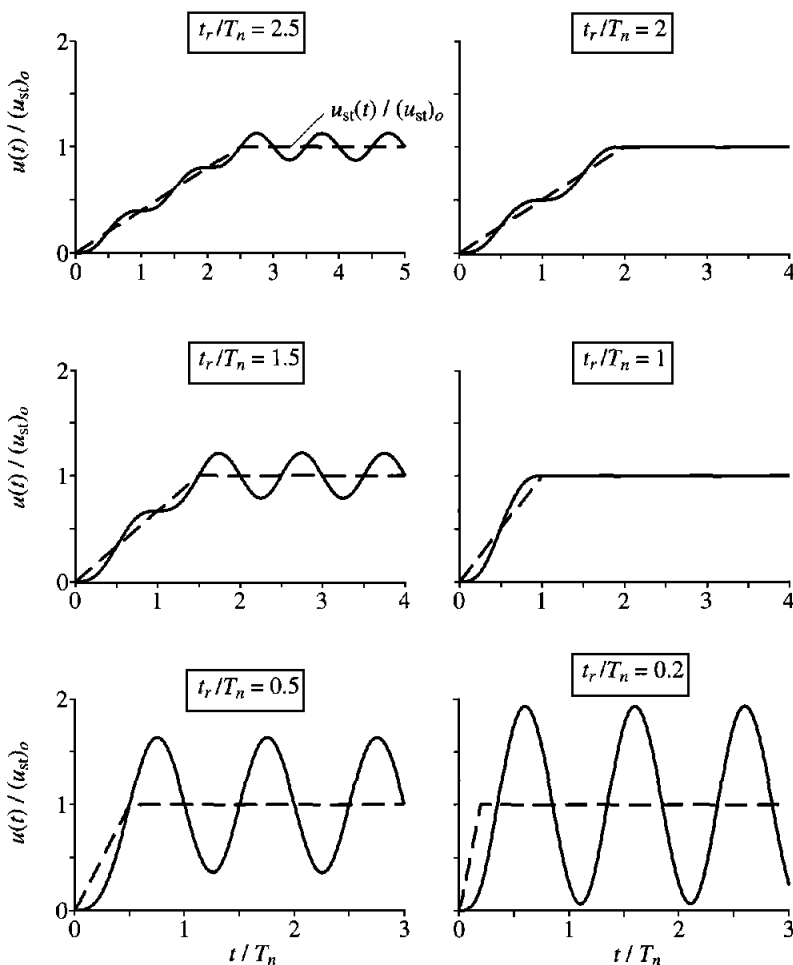 t_r/T_n = 2.5
t_r/T_n = 2
2
1
0
u(t) / (u_st)_o
u_st(t) / (u_st)_o
0 1 2 3 4 5
0 1 2 3 4
t_r/T_n = 1.5
t_r/T_n = 1
2
1
0
u(t) / (u_st)_o
0 1 2 3 4
0 1 2 3 4
t_r/T_n = 0.5
t_r/T_n = 0.2
2
1
0
u(t) / (u_st)_o
0 1 2 3
0 1 2 3
t / T_n
t / T_n